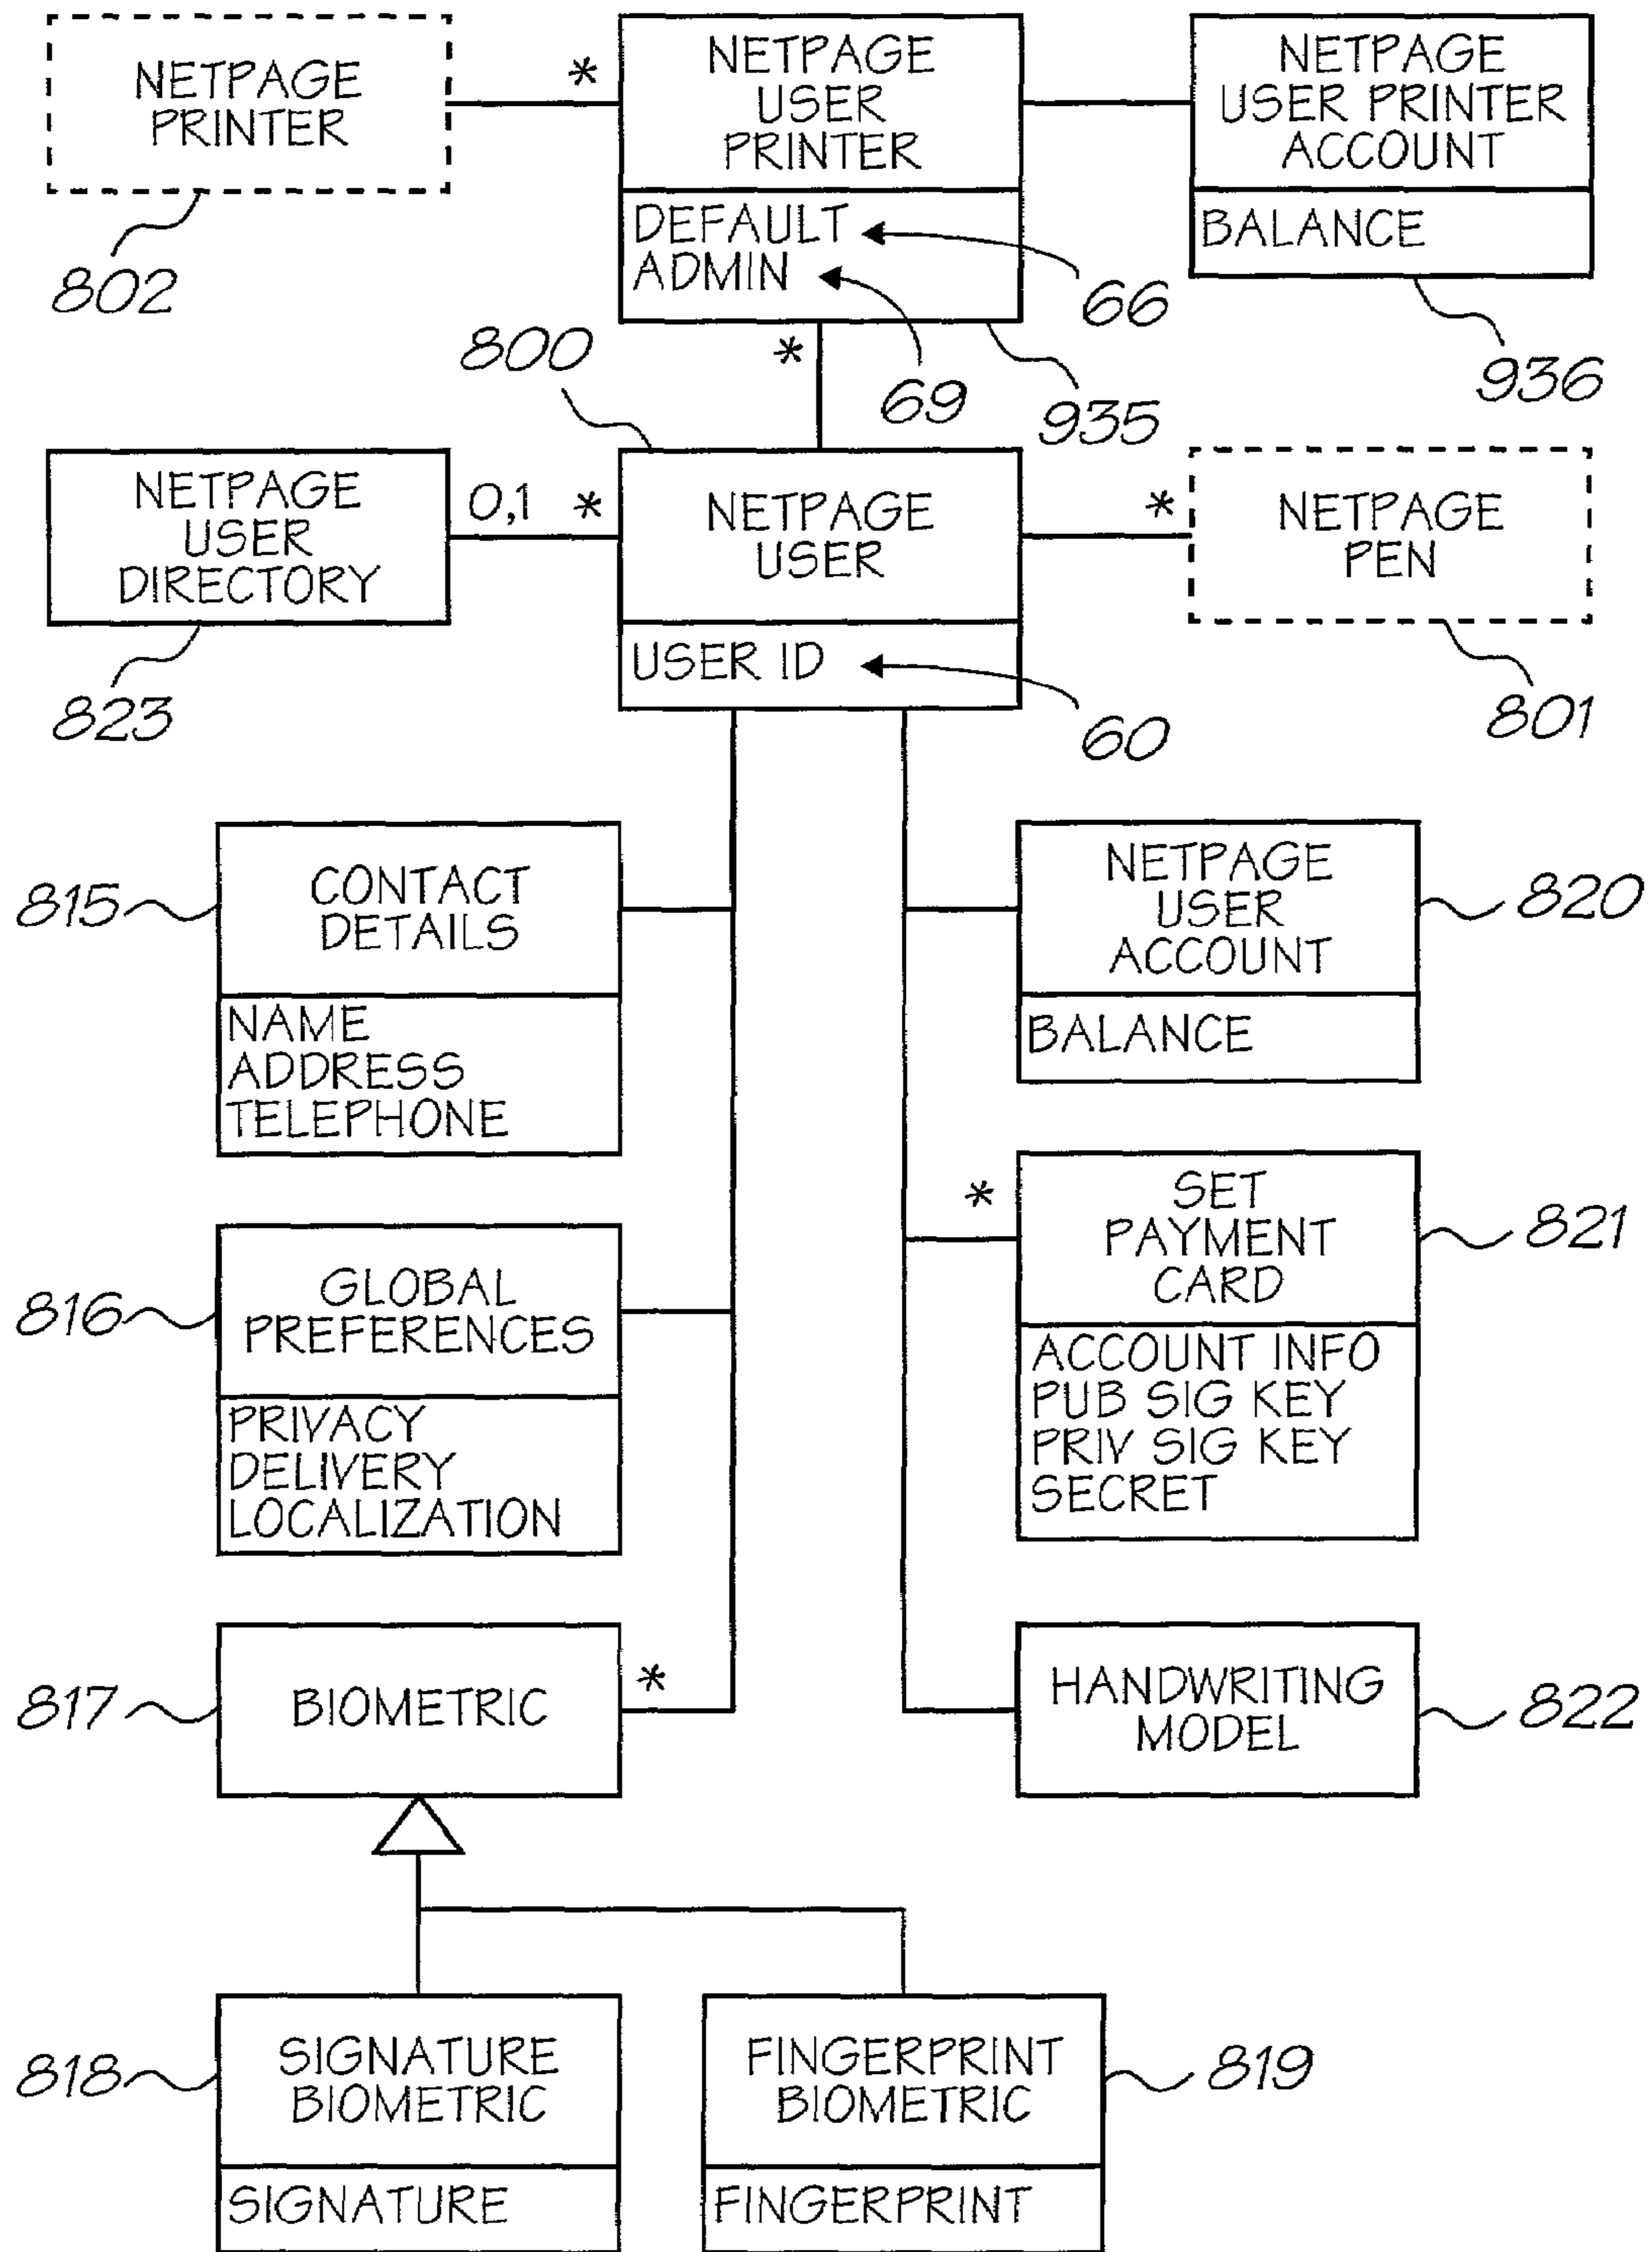 NETPAGE
PRINTER
802
*
NETPAGE
USER
PRINTER
DEFAULT
ADMIN
66
69
935
NETPAGE
USER PRINTER
ACCOUNT
BALANCE
936
*
800
NETPAGE
USER
DIRECTORY
823
0,1
*
NETPAGE
USER
USER ID
60
*
NETPAGE
PEN
801
815
CONTACT
DETAILS
NAME
ADDRESS
TELEPHONE
NETPAGE
USER
ACCOUNT
BALANCE
820
816
GLOBAL
PREFERENCES
PRIVACY
DELIVERY
LOCALIZATION
*
SET
PAYMENT
CARD
ACCOUNT INFO
PUB SIG KEY
PRIV SIG KEY
SECRET
821
817
BIOMETRIC
*
HANDWRITING
MODEL
822
818
SIGNATURE
BIOMETRIC
SIGNATURE
FINGERPRINT
BIOMETRIC
FINGERPRINT
819